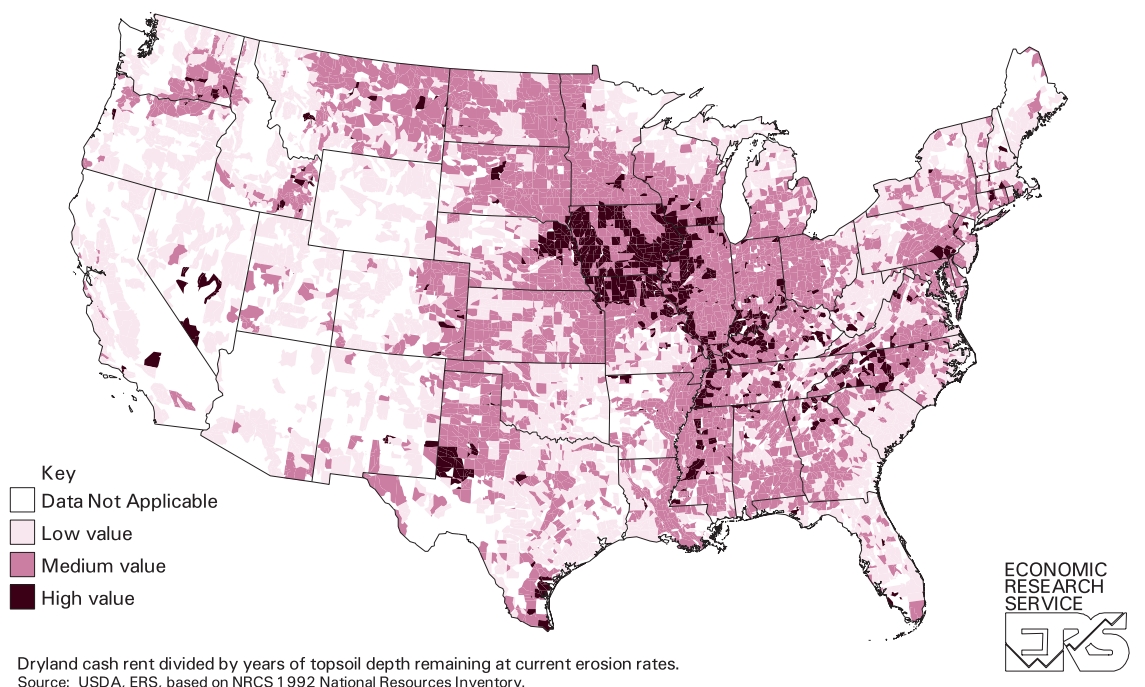 Key
Data Not Applicable
Low value
Medium value
High value
ECONOMIC
RESEARCH
SERVICE
ERS
Dryland cash rent divided by years of topsoil depth remaining at current erosion rates.
Source: USDA, ERS, based on NRCS 1992 National Resources Inventory.